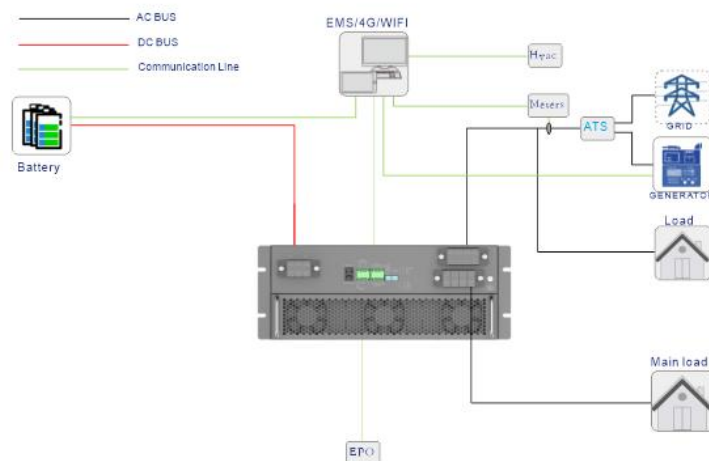 AC BUS
EMS/4G/WIFI
DC BUS
Communication Line
Hvac
Meters
ATS
GRID
Battery
GENERATOR
Load
Main load
EPO